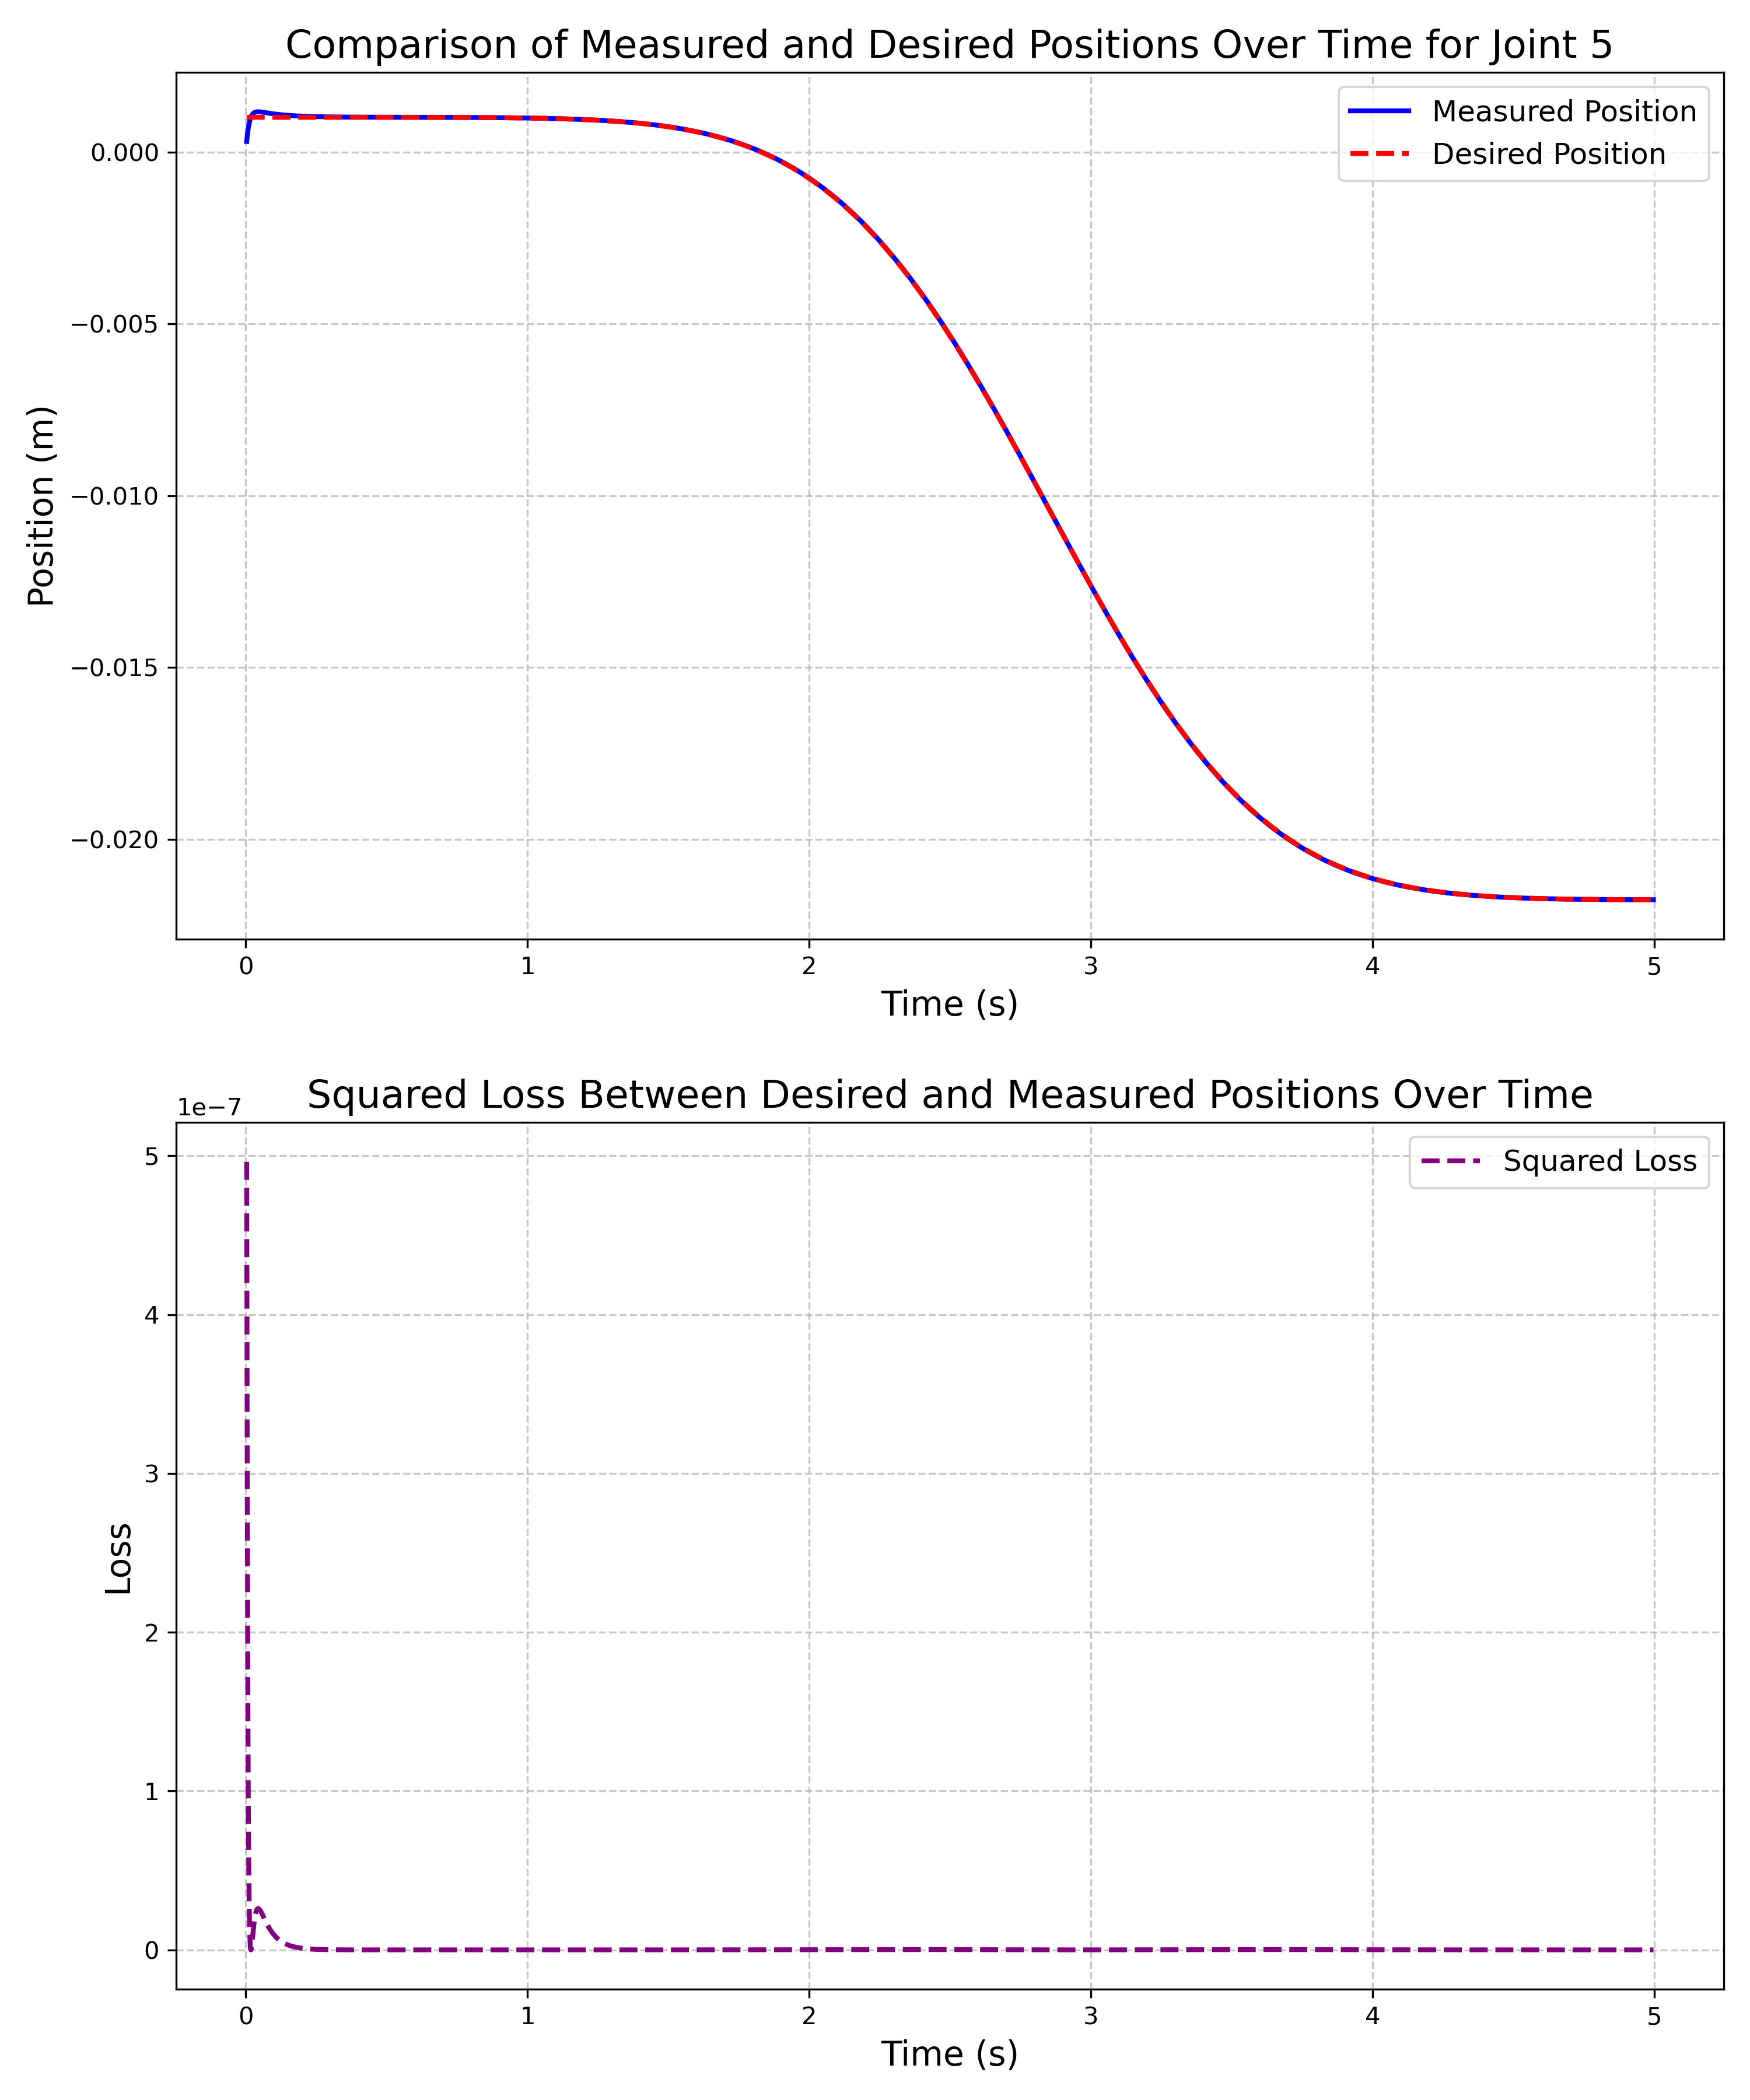 Comparison of Measured and Desired Positions Over Time for Joint 5
Measured Position
Desired Position
0.000
−0.005
−0.010
−0.015
−0.020
Position (m)
0 1 2 3 4 5
Time (s)
Squared Loss Between Desired and Measured Positions Over Time
1e−7
Squared Loss
5
4
3
2
1
0
Loss
0 1 2 3 4 5
Time (s)